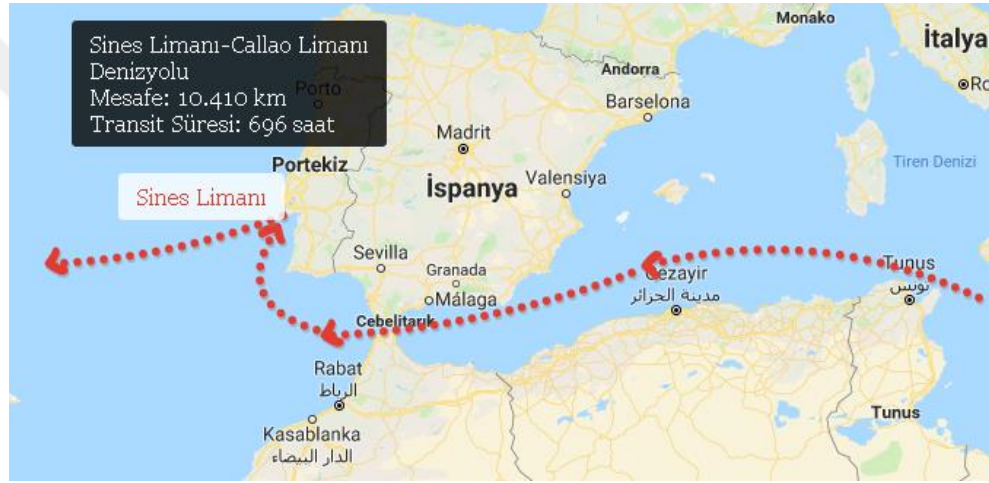 Sines Limanı-Callao Limanı
Denizyolu
Mesafe: 10.410 km
Transit Süresi: 696 saat
Porto
Monako
İtalya
Andorra
Barselona
Madrit
Portekiz
İspanya
Valensiya
Tiren Denizi
Sines Limanı
Sevilla
Granada
Málaga
Cebelitarık
Cezayir
مدينة الجزائر
Tunus
تونس
Rabat
الرباط
Kasablanka
الدار البيضاء
Tunus